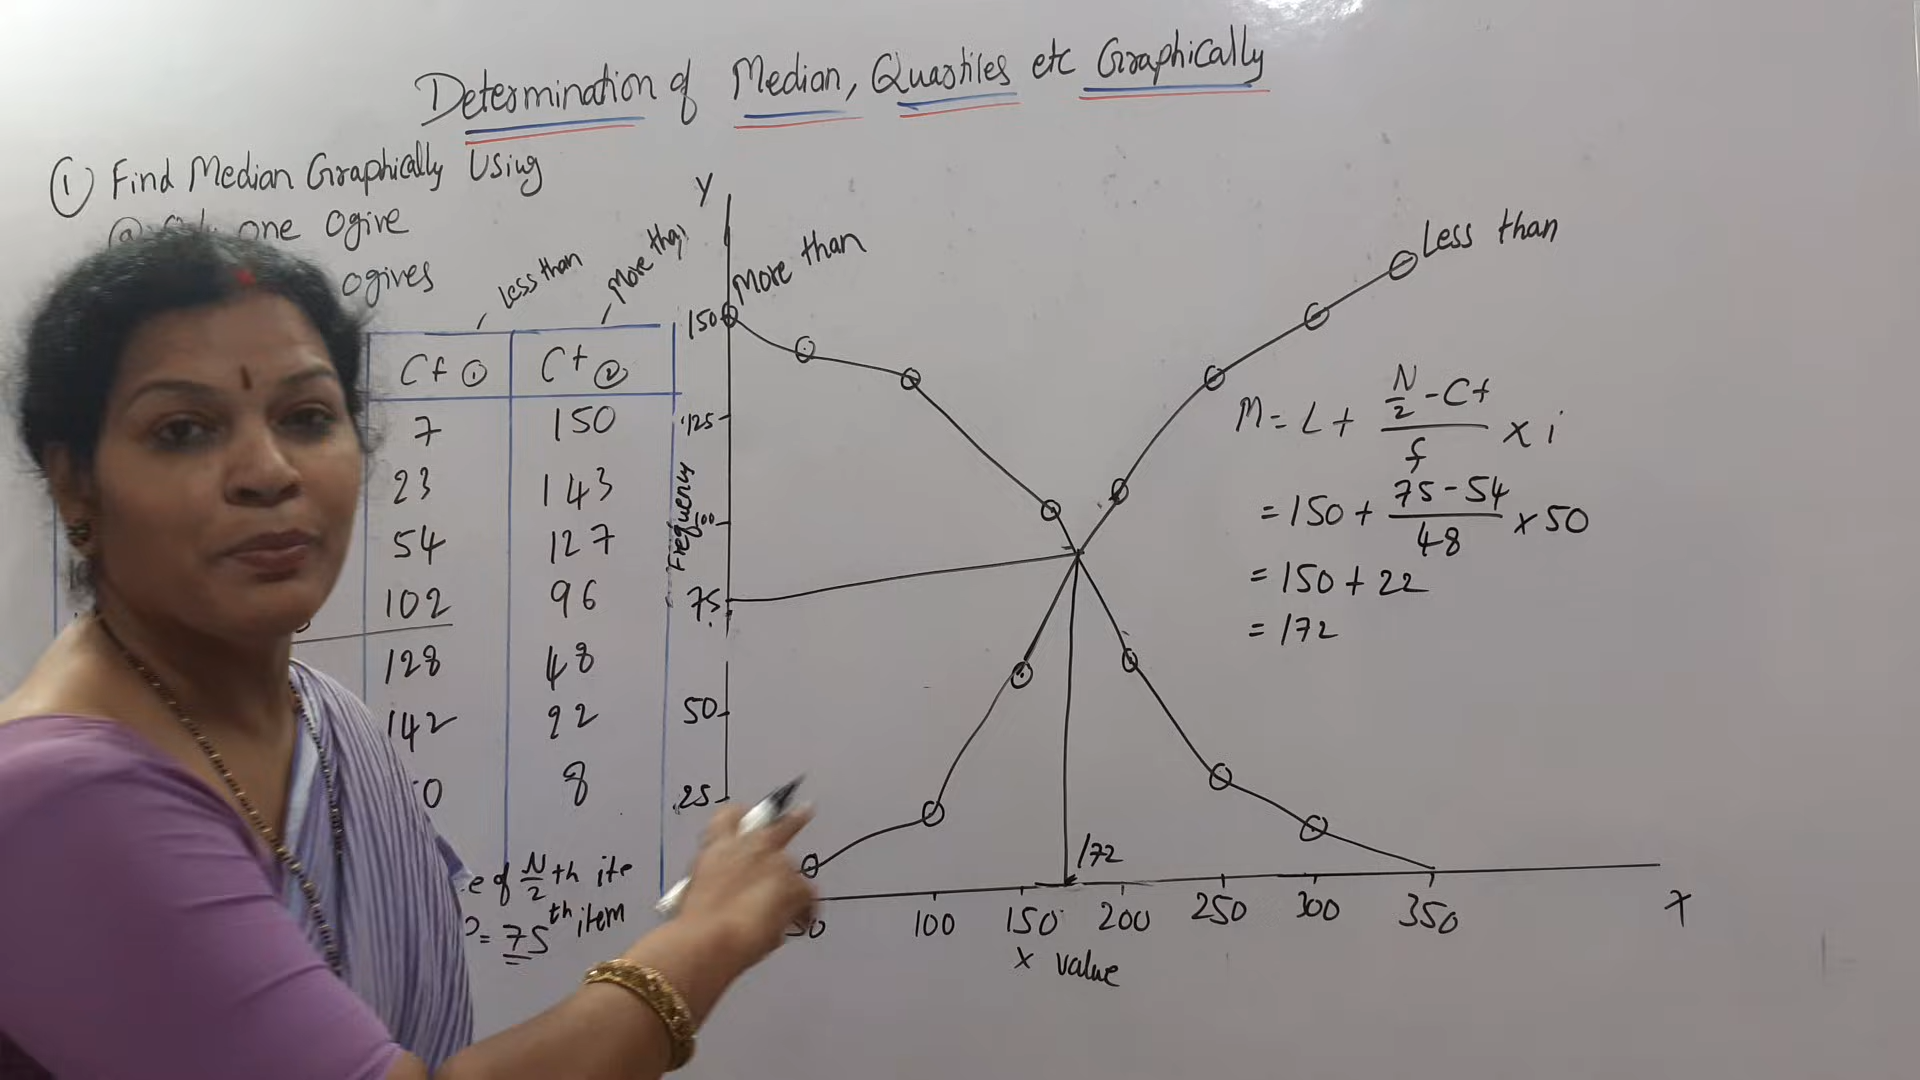 Determination of Median, Quartiles etc Graphically
① Find Median Graphically Using
one Ogive
ogives
Less than
More than
Cf ① Cf ②
7 150
23 143
54 127
102 96
128 48
142 22
0 8
e of N/2 th ite
= 75th item
Y
More than
Less than
150
125
100
75
50
25
Frequency
172
50 100 150 200 250 300 350
X
X value
M = L + N/2 - Cf / f × i
= 150 + 75 - 54 / 48 × 50
= 150 + 22
= 172